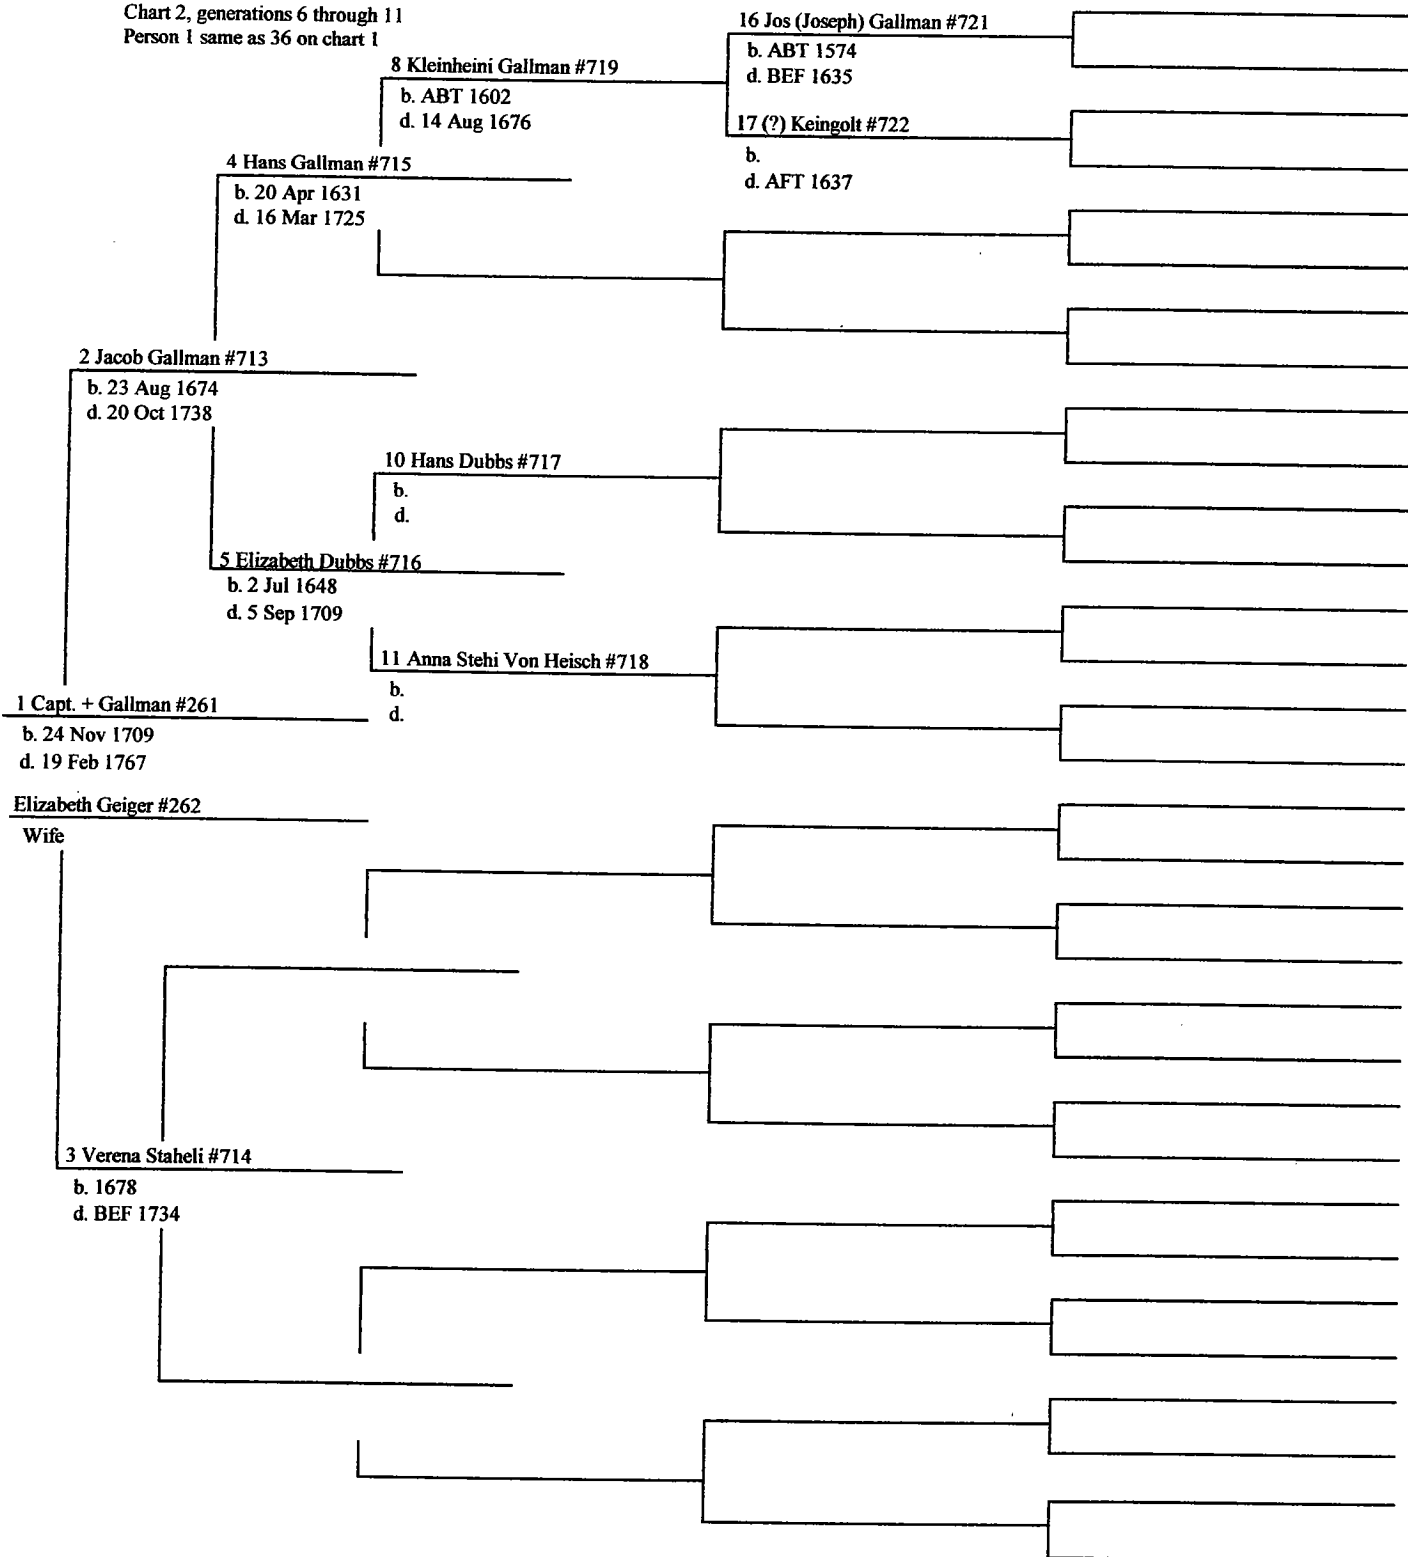 Chart 2, generations 6 through 11
Person 1 same as 36 on chart 1
16 Jos (Joseph) Gallman #721
b. ABT 1574
d. BEF 1635
8 Kleinheini Gallman #719
b. ABT 1602
d. 14 Aug 1676
17 (?) Keingolt #722
b.
d. AFT 1637
4 Hans Gallman #715
b. 20 Apr 1631
d. 16 Mar 1725
2 Jacob Gallman #713
b. 23 Aug 1674
d. 20 Oct 1738
10 Hans Dubbs #717
b.
d.
5 Elizabeth Dubbs #716
b. 2 Jul 1648
d. 5 Sep 1709
11 Anna Stehi Von Heisch #718
b.
d.
1 Capt. + Gallman #261
b. 24 Nov 1709
d. 19 Feb 1767
Elizabeth Geiger #262
Wife
3 Verena Staheli #714
b. 1678
d. BEF 1734